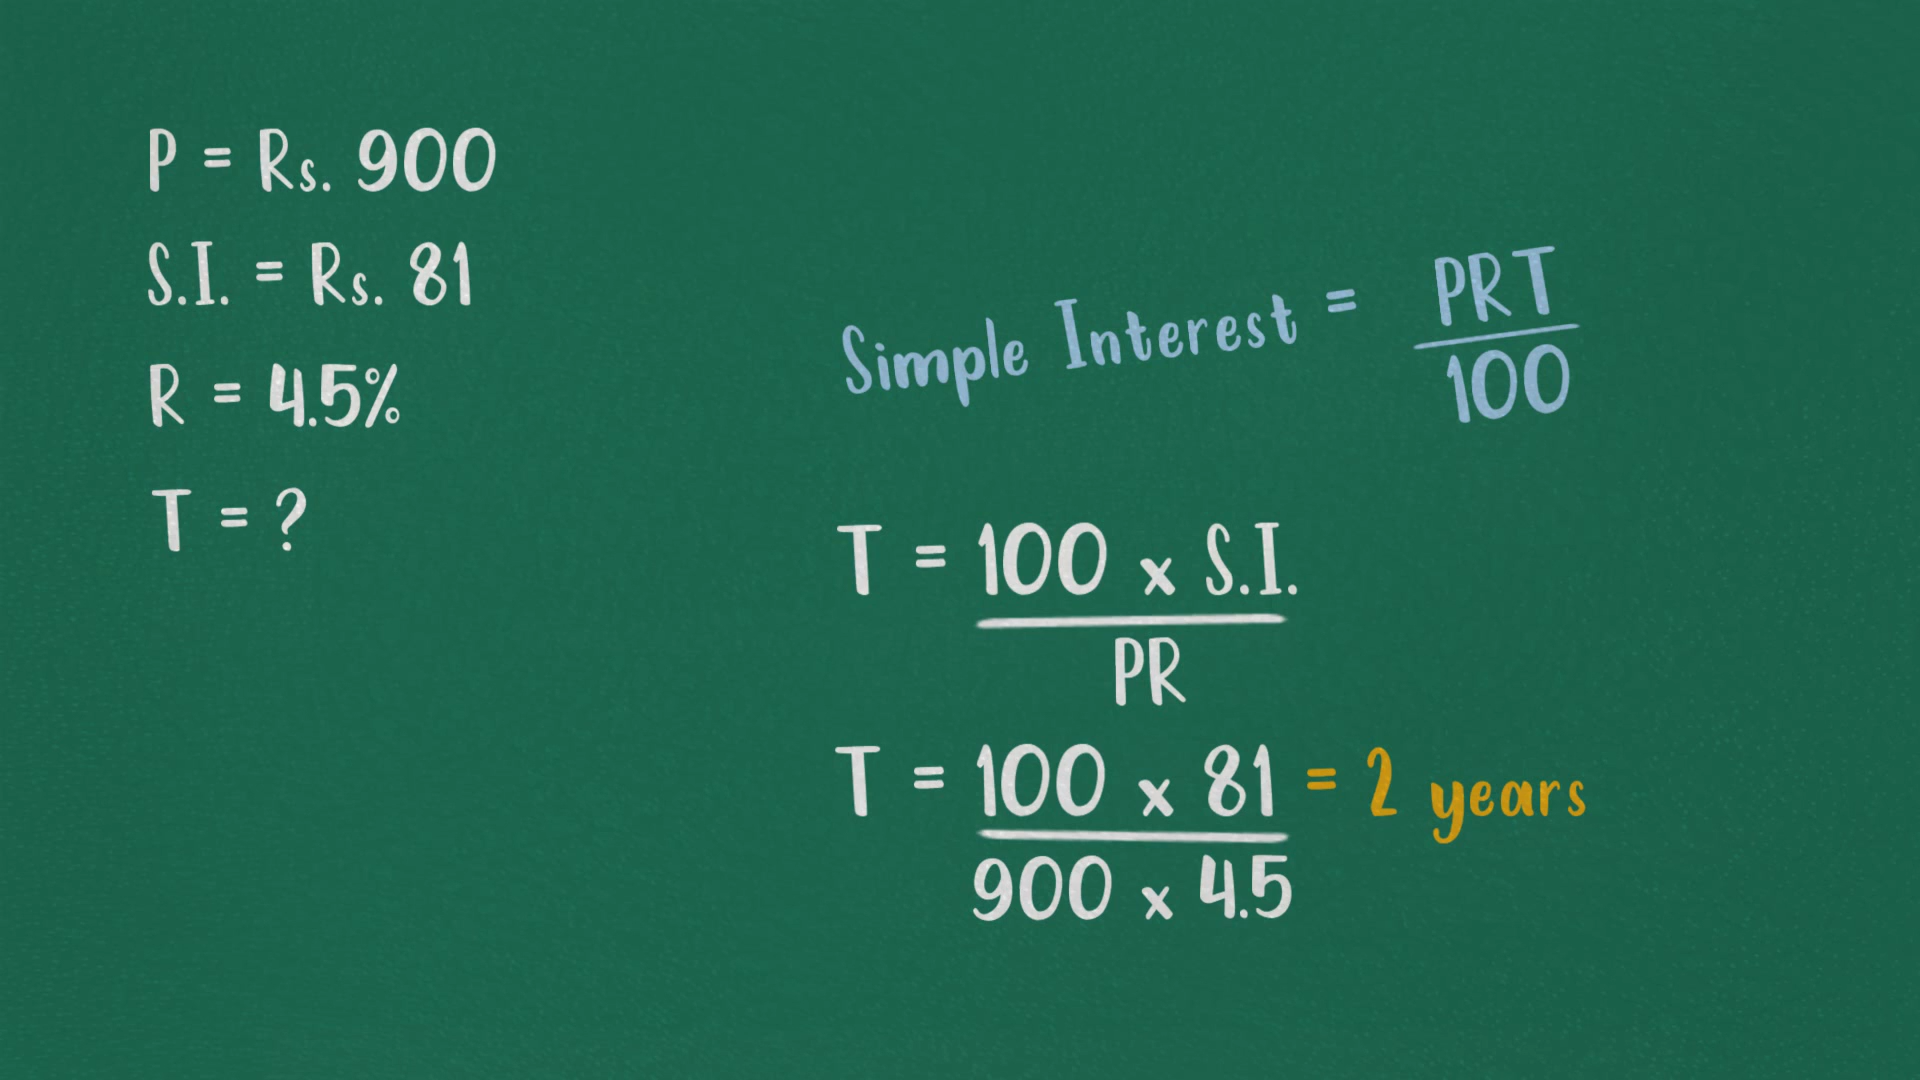 P = Rs. 900
S.I. = Rs. 81
R = 4.5%
T = ?
Simple Interest = PRT
100
T = 100 x S.I.
PR
T = 100 x 81 = 2 years
900 x 4.5